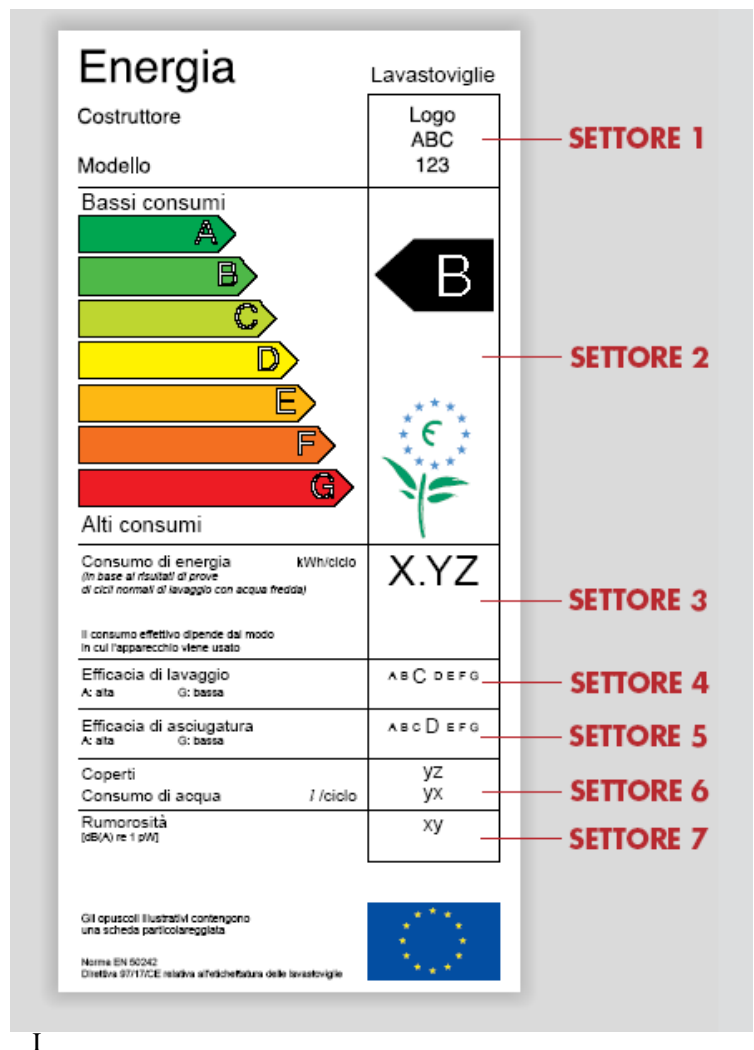 Energia
Lavastoviglie
Costruttore
Modello
Logo
ABC
123
SETTORE 1
Bassi consumi
A
B
C
D
E
F
G
Alti consumi
B
SETTORE 2
Consumo di energia kWh/ciclo
(In base ai risultati di prove
di cicli normali di lavaggio con acqua fredda)
Il consumo effettivo dipende dal modo
in cui l'apparecchio viene usato
X.YZ
SETTORE 3
Efficacia di lavaggio
A: alta G: bassa
A B C D E F G
SETTORE 4
Efficacia di asciugatura
A: alta G: bassa
A B C D E F G
SETTORE 5
Coperti yz
Consumo di acqua l /ciclo yx
SETTORE 6
Rumorosità
[dB(A) re 1 pW]
xy
SETTORE 7
Gli opuscoli illustrativi contengono
una scheda particolareggiata
Norma EN 50242
Direttiva 97/17/CE relativa all'etichettatura delle lavastoviglie
I